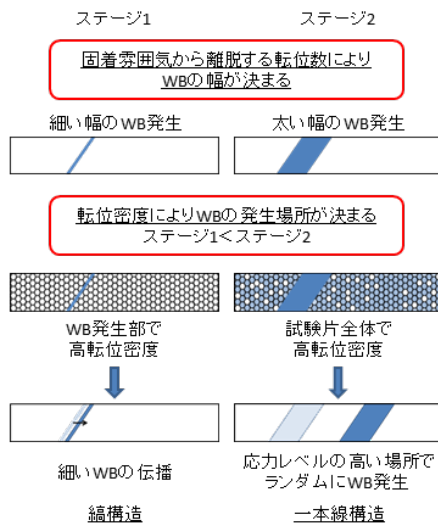 ステージ1
ステージ2
固着雰囲気から離脱する転位数により
WBの幅が決まる
細い幅のWB発生
太い幅のWB発生
転位密度によりWBの発生場所が決まる
ステージ1<ステージ2
WB発生部で
高転位密度
試験片全体で
高転位密度
細いWBの伝播
応力レベルの高い場所で
ランダムにWB発生
縞構造
一本線構造